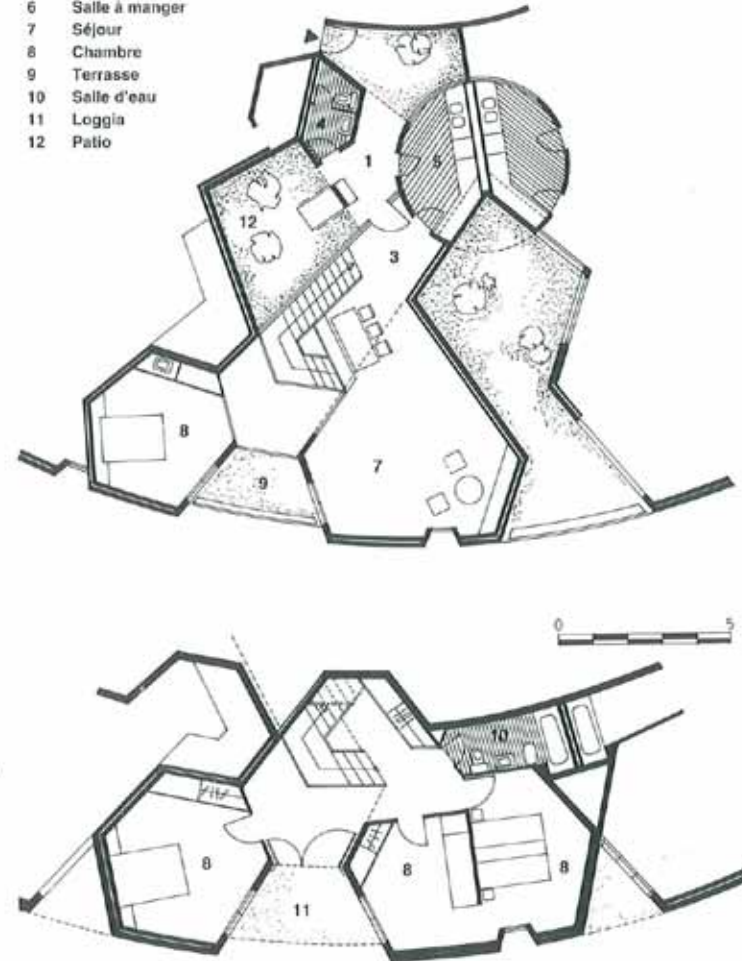 6 Salle à manger
7 Séjour
8 Chambre
9 Terrasse
10 Salle d'eau
11 Loggia
12 Patio
4
1
5
12
3
8
7
9
0 5
10
8
8
8
11